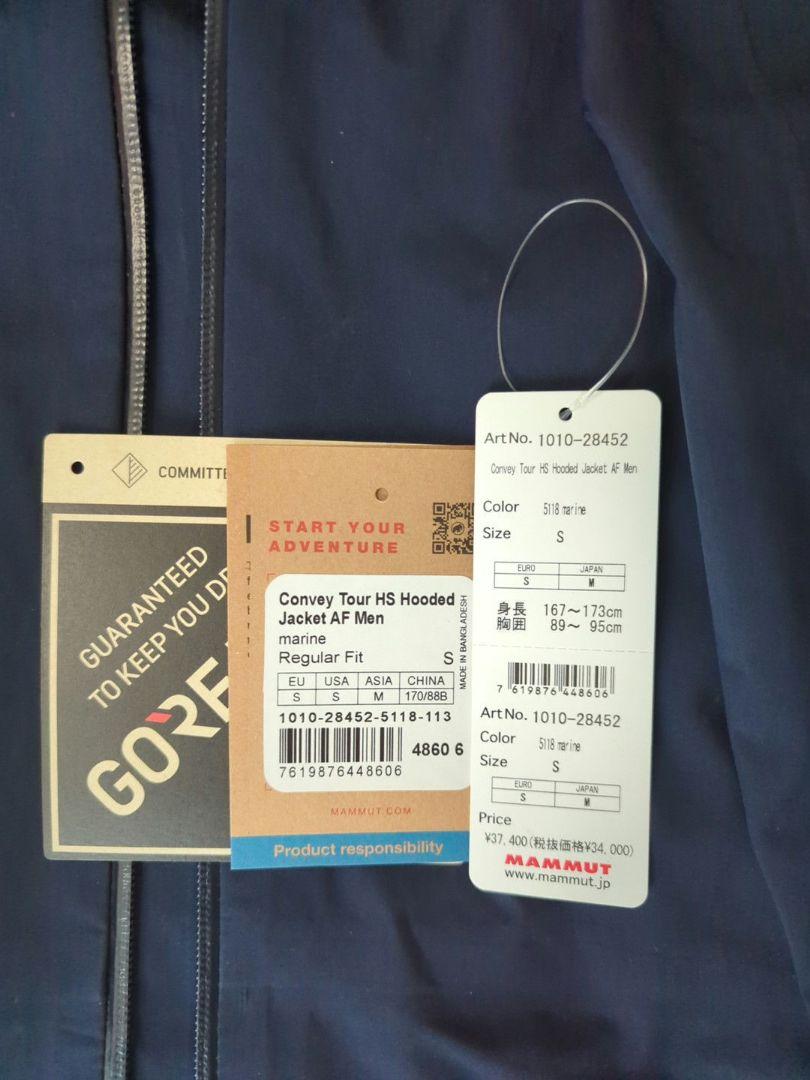 COMMITTE
GUARANTEED
TO KEEP YOU DR
GORE
START YOUR
ADVENTURE
Convey Tour HS Hooded
Jacket AF Men
marine
Regular Fit S
MADE IN BANGLADESH
EU USA ASIA CHINA
S S M 170/88B
1010-28452-5118-113
4860 6
7619876448606
MAMMUT.COM
Product responsibility
Art No. 1010-28452
Convey Tour HS Hooded Jacket AF Men
Color 5118 marine
Size S
EURO JAPAN
S M
身長 167～173cm
胸囲 89～ 95cm
7 619876 448606
Art No. 1010-28452
Color 5118 marine
Size S
EURO JAPAN
S M
Price
¥37,400(税抜価格¥34,000)
MAMMUT
www.mammut.jp